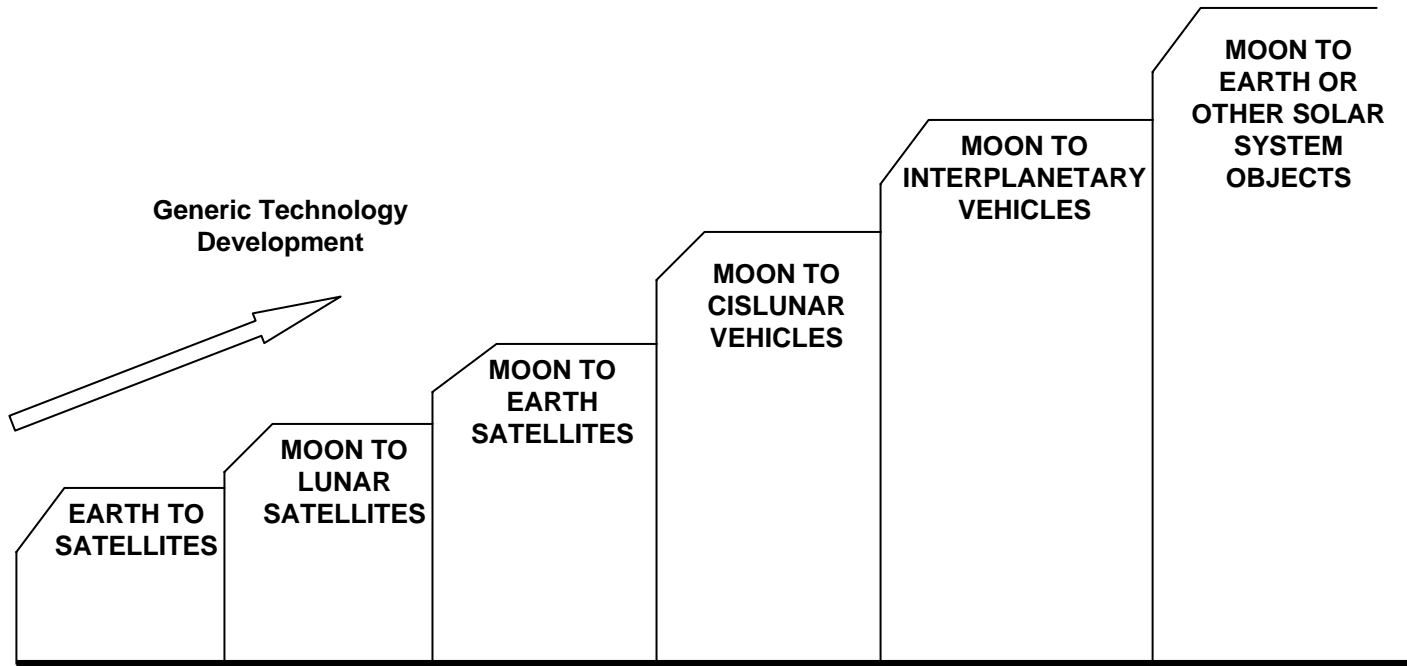 Generic Technology
Development
EARTH TO
SATELLITES
MOON TO
LUNAR
SATELLITES
MOON TO
EARTH
SATELLITES
MOON TO
CISLUNAR
VEHICLES
MOON TO
INTERPLANETARY
VEHICLES
MOON TO
EARTH OR
OTHER SOLAR
SYSTEM
OBJECTS